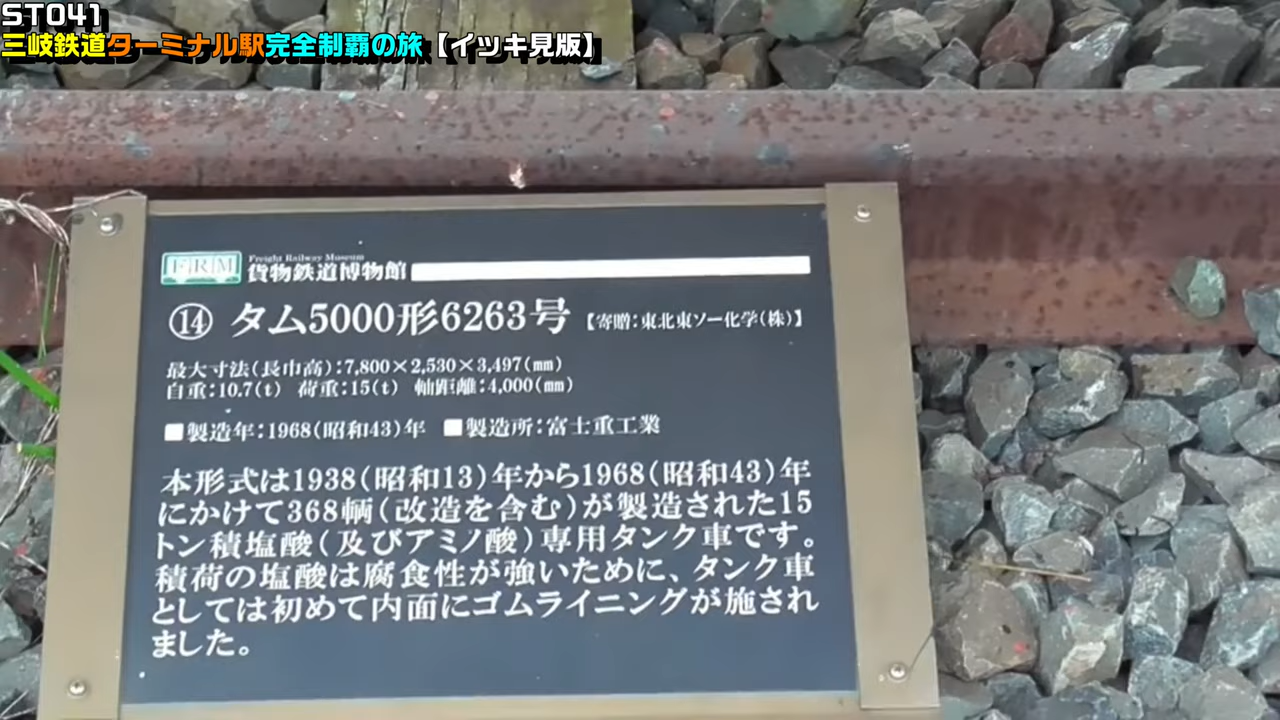 ST041
三岐鉄道ターミナル駅完全制覇の旅【イツキ見版】
FRM
Freight Railway Museum
貨物鉄道博物館
⑭ タム5000形6263号 【寄贈：東北東ソー化学(株)】
最大寸法(長巾高)：7,800×2,530×3,497(㎜)
自重：10.7(t) 荷重：15(t) 軸距離：4,000(㎜)
■製造年：1968(昭和43)年 ■製造所：富士重工業
本形式は1938(昭和13)年から1968(昭和43)年
にかけて368輌(改造を含む)が製造された15
トン積塩酸(及びアミノ酸)専用タンク車です。
積荷の塩酸は腐食性が強いために、タンク車
としては初めて内面にゴムライニングが施され
ました。